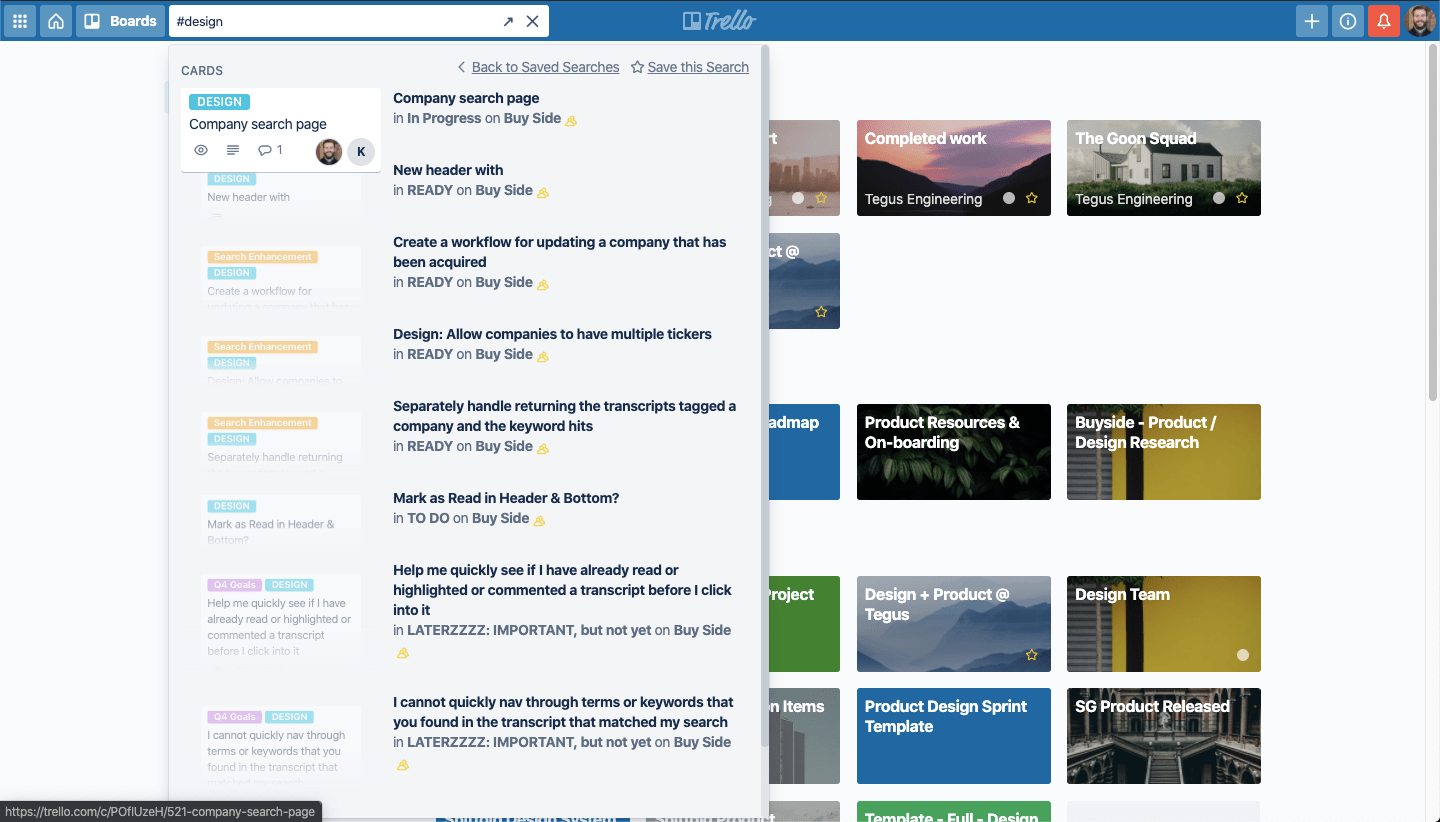 Boards
#design
Trello
CARDS
Back to Saved Searches
Save this Search
DESIGN
Company search page
1
K
Company search page
in In Progress on Buy Side
DESIGN
New header with
New header with
in READY on Buy Side
Search Enhancement
DESIGN
Create a workflow for
updating a company that has
Create a workflow for updating a company that has
been acquired
in READY on Buy Side
Search Enhancement
DESIGN
Design: Allow companies to
Design: Allow companies to have multiple tickers
in READY on Buy Side
Search Enhancement
DESIGN
Separately handle returning
Separately handle returning the transcripts tagged a
company and the keyword hits
in READY on Buy Side
DESIGN
Mark as Read in Header &
Bottom?
Mark as Read in Header & Bottom?
in TO DO on Buy Side
Q4 Goals DESIGN
Help me quickly see if I have
already read or highlighted or
commented a transcript
before I click into it
Help me quickly see if I have already read or
highlighted or commented a transcript before I click
into it
in LATERZZZZ: IMPORTANT, but not yet on Buy Side
Q4 Goals DESIGN
I cannot quickly nav through
terms or keywords that you
found in the transcript that
matched my search
I cannot quickly nav through terms or keywords that
you found in the transcript that matched my search
in LATERZZZZ: IMPORTANT, but not yet on Buy Side
Completed work
Tegus Engineering
The Goon Squad
Tegus Engineering
ct @
admap
Product Resources &
On-boarding
Buyside - Product /
Design Research
Project
Design + Product @
Tegus
Design Team
n Items
Product Design Sprint
Template
SG Product Released
Template - Full - Design
https://trello.com/c/POflUzeH/521-company-search-page